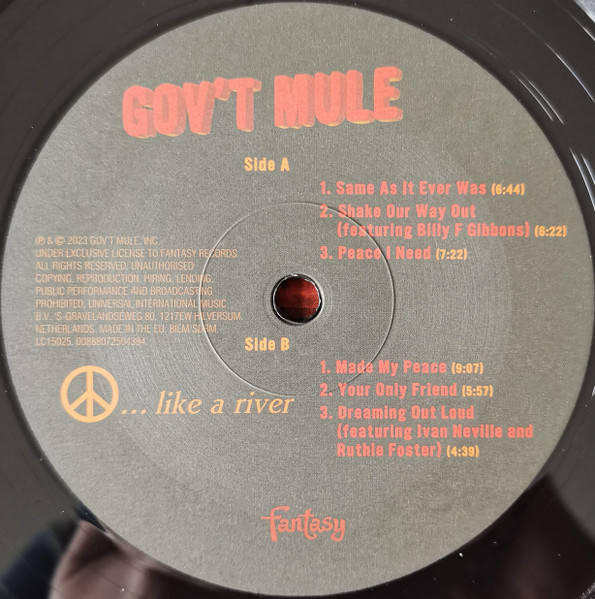 GOV'T MULE
Side A
1. Same As It Ever Was (6:44)
2. Shake Our Way Out
(featuring Billy F Gibbons) (6:22)
3. Peace I Need (7:22)
℗ & © 2023 GOV'T MULE, INC.
UNDER EXCLUSIVE LICENSE TO FANTASY RECORDS.
ALL RIGHTS RESERVED. UNAUTHORISED
COPYING, REPRODUCTION, HIRING, LENDING,
PUBLIC PERFORMANCE AND BROADCASTING
PROHIBITED. UNIVERSAL INTERNATIONAL MUSIC
B.V. 'S-GRAVELANDSEWEG 80, 1217EW HILVERSUM,
NETHERLANDS. MADE IN THE EU. BIEM/SDRM.
LC15025. 00888072504394.
Side B
1. Made My Peace (9:07)
2. Your Only Friend (5:57)
3. Dreaming Out Loud
(featuring Ivan Neville and
Ruthie Foster) (4:39)
... like a river
fantasy